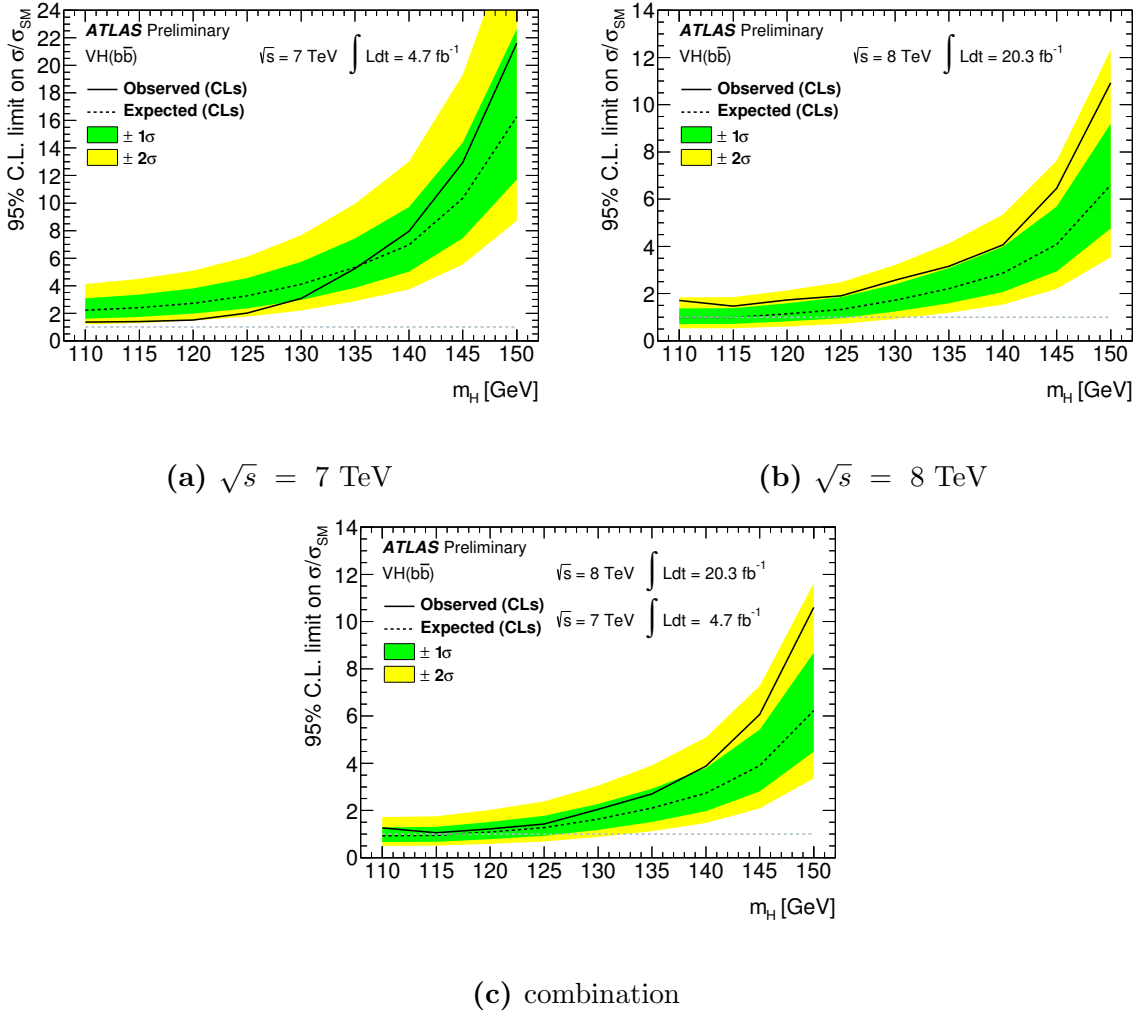 95% C.L. limit on σ/σ_SM
24
22
20
18
16
14
12
10
8
6
4
2
0
ATLAS Preliminary
VH(bb̅)
√s = 7 TeV ∫ Ldt = 4.7 fb⁻¹
Observed (CLs)
Expected (CLs)
± 1σ
± 2σ
110 115 120 125 130 135 140 145 150
m_H [GeV]
(a) √s = 7 TeV
95% C.L. limit on σ/σ_SM
14
12
10
8
6
4
2
0
ATLAS Preliminary
VH(bb̅)
√s = 8 TeV ∫ Ldt = 20.3 fb⁻¹
Observed (CLs)
Expected (CLs)
± 1σ
± 2σ
110 115 120 125 130 135 140 145 150
m_H [GeV]
(b) √s = 8 TeV
95% C.L. limit on σ/σ_SM
14
12
10
8
6
4
2
0
ATLAS Preliminary
VH(bb̅)
√s = 8 TeV ∫ Ldt = 20.3 fb⁻¹
√s = 7 TeV ∫ Ldt = 4.7 fb⁻¹
Observed (CLs)
Expected (CLs)
± 1σ
± 2σ
110 115 120 125 130 135 140 145 150
m_H [GeV]
(c) combination